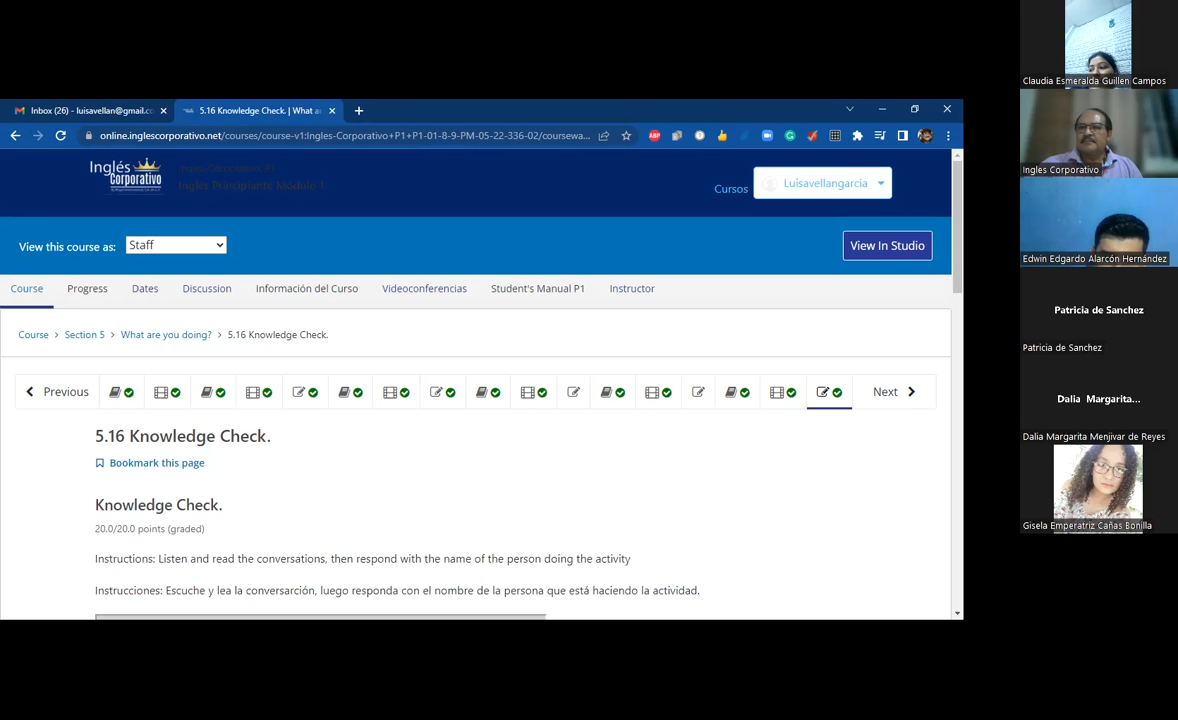 Inbox (26) - luisavellan@gmail.cc
5.16 Knowledge Check. | What ar
online.inglescorporativo.net/courses/course-v1:Ingles-Corporativo+P1+P1-01-8-9-PM-05-22-336-02/coursewa...
Inglés
Corporativo
Inglés Principiante Módulo 1
Cursos
Luisavellangarcia
View this course as:
Staff
View In Studio
Course
Progress
Dates
Discussion
Información del Curso
Videoconferencias
Student's Manual P1
Instructor
Course > Section 5 > What are you doing? > 5.16 Knowledge Check.
Previous
Next
5.16 Knowledge Check.
Bookmark this page
Knowledge Check.
20.0/20.0 points (graded)
Instructions: Listen and read the conversations, then respond with the name of the person doing the activity
Instrucciones: Escuche y lea la conversarción, luego responda con el nombre de la persona que está haciendo la actividad.
Claudia Esmeralda Guillen Campos
Ingles Corporativo
Edwin Edgardo Alarcón Hernández
Patricia de Sanchez
Patricia de Sanchez
Dalia Margarita...
Dalia Margarita Menjivar de Reyes
Gisela Emperatriz Cañas Bonilla